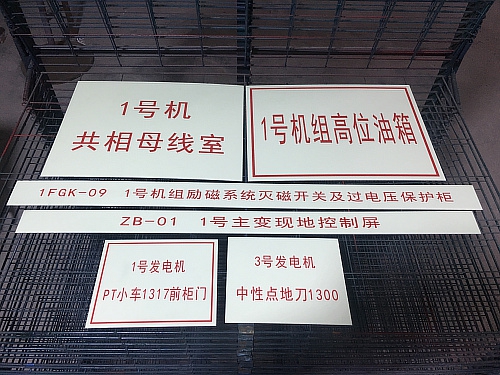 1号机
共相母线室
1号机组高位油箱
1FGK-09 1号机组励磁系统灭磁开关及过电压保护柜
ZB-01 1号主变现地控制屏
1号发电机
PT小车1317前柜门
3号发电机
中性点地刀1300